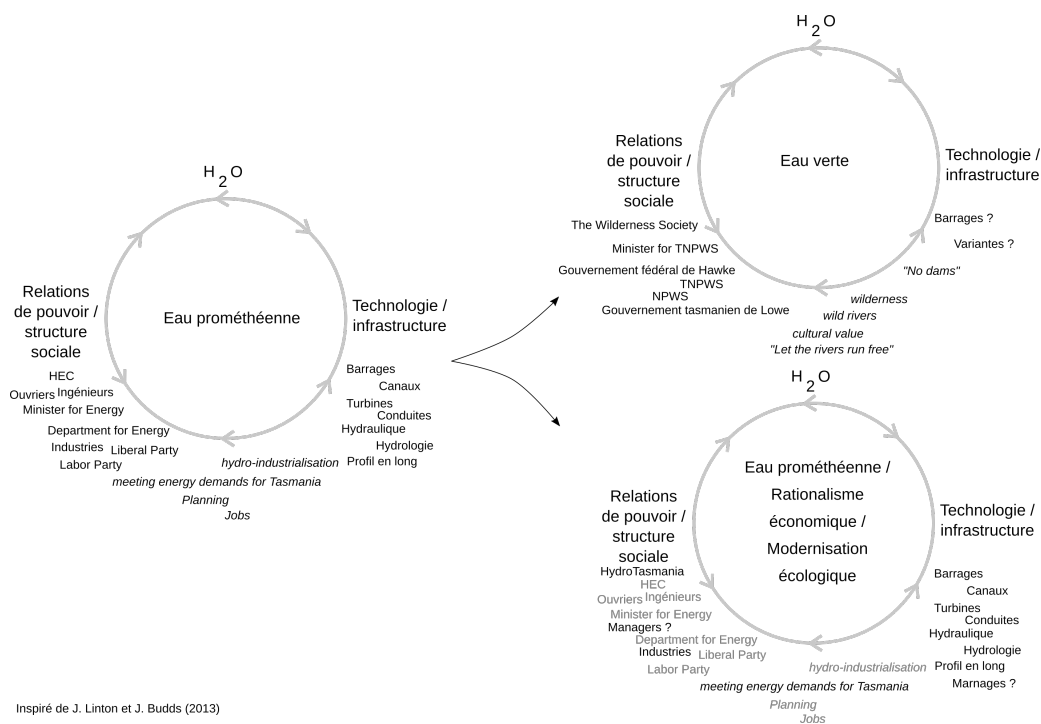 H2O
Relations
de pouvoir /
structure
sociale
Eau prométhéenne
Technologie /
infrastructure
HEC
Ouvriers Ingénieurs
Minister for Energy
Department for Energy
Industries Liberal Party
Labor Party
Barrages
Canaux
Turbines
Conduites
Hydraulique
Hydrologie
Profil en long
hydro-industrialisation
meeting energy demands for Tasmania
Planning
Jobs
H2O
Relations
de pouvoir /
structure
sociale
Eau verte
Technologie /
infrastructure
The Wilderness Society
Minister for TNPWS
Gouvernement fédéral de Hawke
TNPWS
NPWS
Gouvernement tasmanien de Lowe
Barrages ?
Variantes ?
"No dams"
wilderness
wild rivers
cultural value
"Let the rivers run free"
H2O
Relations
de pouvoir /
structure
sociale
Eau prométhéenne /
Rationalisme
économique /
Modernisation
écologique
Technologie /
infrastructure
HydroTasmania
HEC
Ouvriers Ingénieurs
Minister for Energy
Managers ?
Department for Energy
Industries Liberal Party
Labor Party
Barrages
Canaux
Turbines
Conduites
Hydraulique
Hydrologie
Profil en long
Marnages ?
hydro-industrialisation
meeting energy demands for Tasmania
Planning
Jobs
Inspiré de J. Linton et J. Budds (2013)